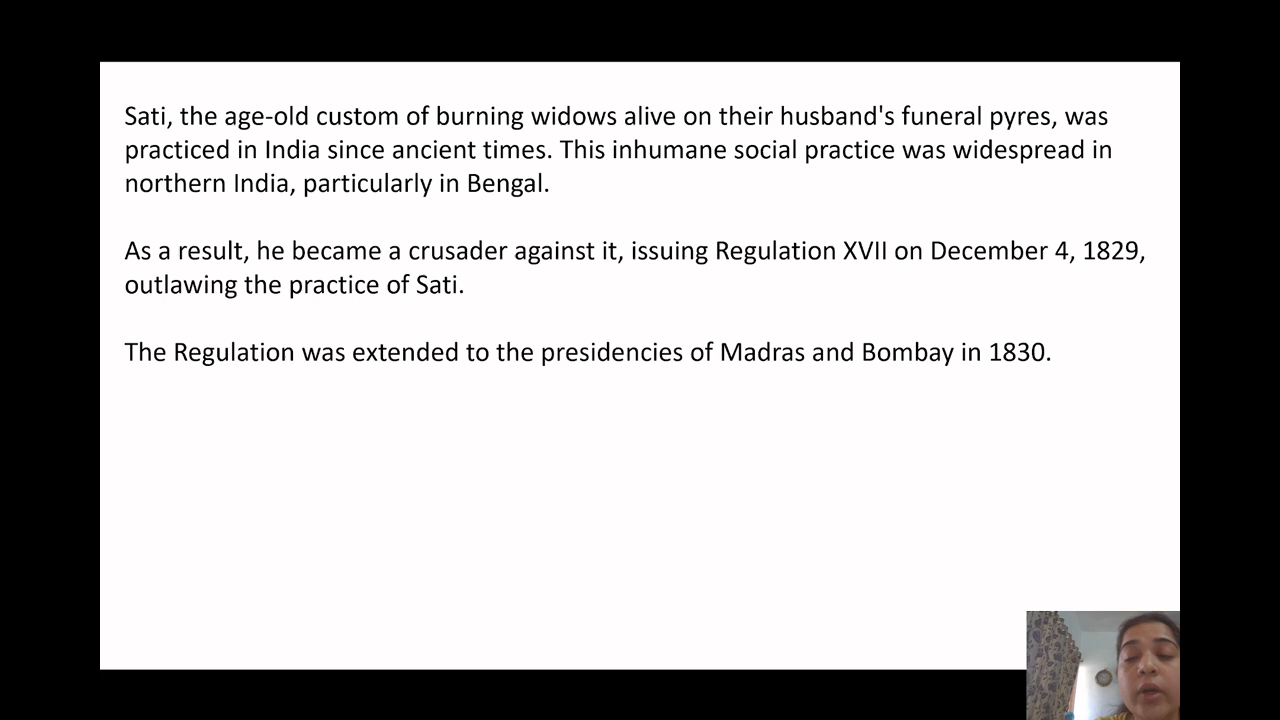 Sati, the age-old custom of burning widows alive on their husband's funeral pyres, was
practiced in India since ancient times. This inhumane social practice was widespread in
northern India, particularly in Bengal.
As a result, he became a crusader against it, issuing Regulation XVII on December 4, 1829,
outlawing the practice of Sati.
The Regulation was extended to the presidencies of Madras and Bombay in 1830.